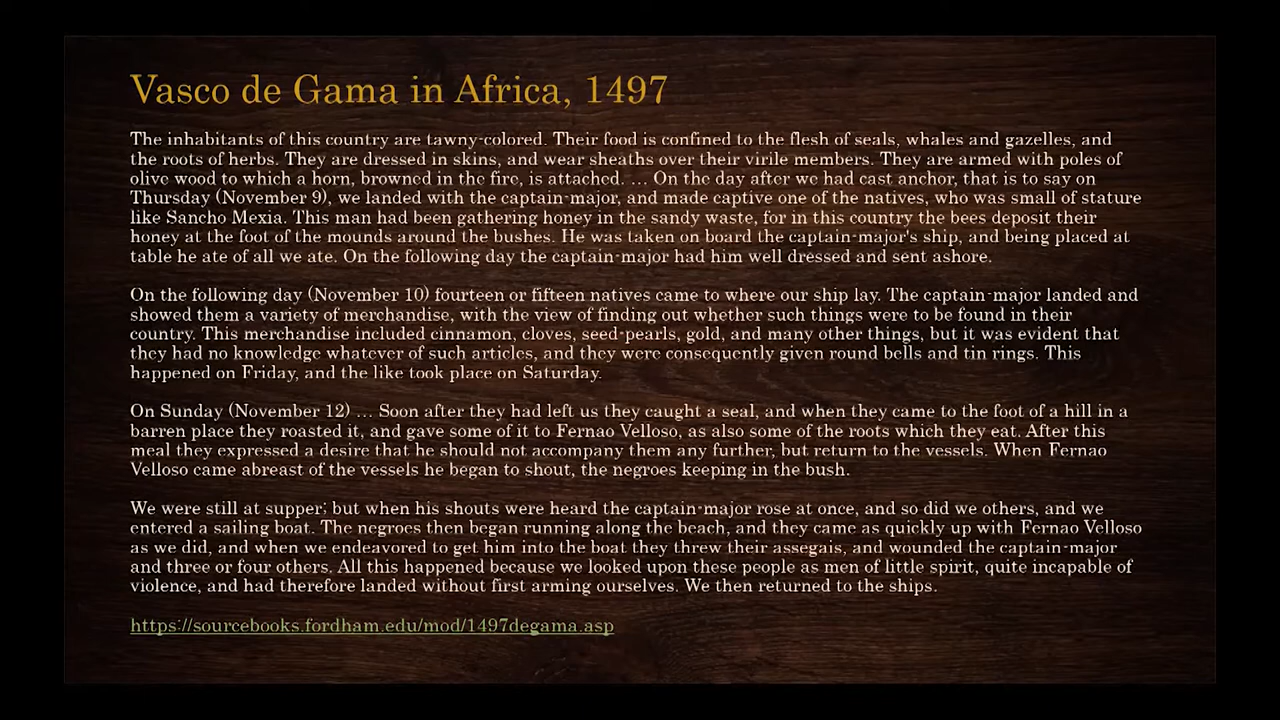 Vasco de Gama in Africa, 1497
The inhabitants of this country are tawny-colored. Their food is confined to the flesh of seals, whales and gazelles, and
the roots of herbs. They are dressed in skins, and wear sheaths over their virile members. They are armed with poles of
olive wood to which a horn, browned in the fire, is attached. … On the day after we had cast anchor, that is to say on
Thursday (November 9), we landed with the captain-major, and made captive one of the natives, who was small of stature
like Sancho Mexia. This man had been gathering honey in the sandy waste, for in this country the bees deposit their
honey at the foot of the mounds around the bushes. He was taken on board the captain-major's ship, and being placed at
table he ate of all we ate. On the following day the captain-major had him well dressed and sent ashore.
On the following day (November 10) fourteen or fifteen natives came to where our ship lay. The captain-major landed and
showed them a variety of merchandise, with the view of finding out whether such things were to be found in their
country. This merchandise included cinnamon, cloves, seed-pearls, gold, and many other things, but it was evident that
they had no knowledge whatever of such articles, and they were consequently given round bells and tin rings. This
happened on Friday, and the like took place on Saturday.
On Sunday (November 12) … Soon after they had left us they caught a seal, and when they came to the foot of a hill in a
barren place they roasted it, and gave some of it to Fernao Velloso, as also some of the roots which they eat. After this
meal they expressed a desire that he should not accompany them any further, but return to the vessels. When Fernao
Velloso came abreast of the vessels he began to shout, the negroes keeping in the bush.
We were still at supper; but when his shouts were heard the captain-major rose at once, and so did we others, and we
entered a sailing boat. The negroes then began running along the beach, and they came as quickly up with Fernao Velloso
as we did, and when we endeavored to get him into the boat they threw their assegais, and wounded the captain-major
and three or four others. All this happened because we looked upon these people as men of little spirit, quite incapable of
violence, and had therefore landed without first arming ourselves. We then returned to the ships.
https://sourcebooks.fordham.edu/mod/1497degama.asp